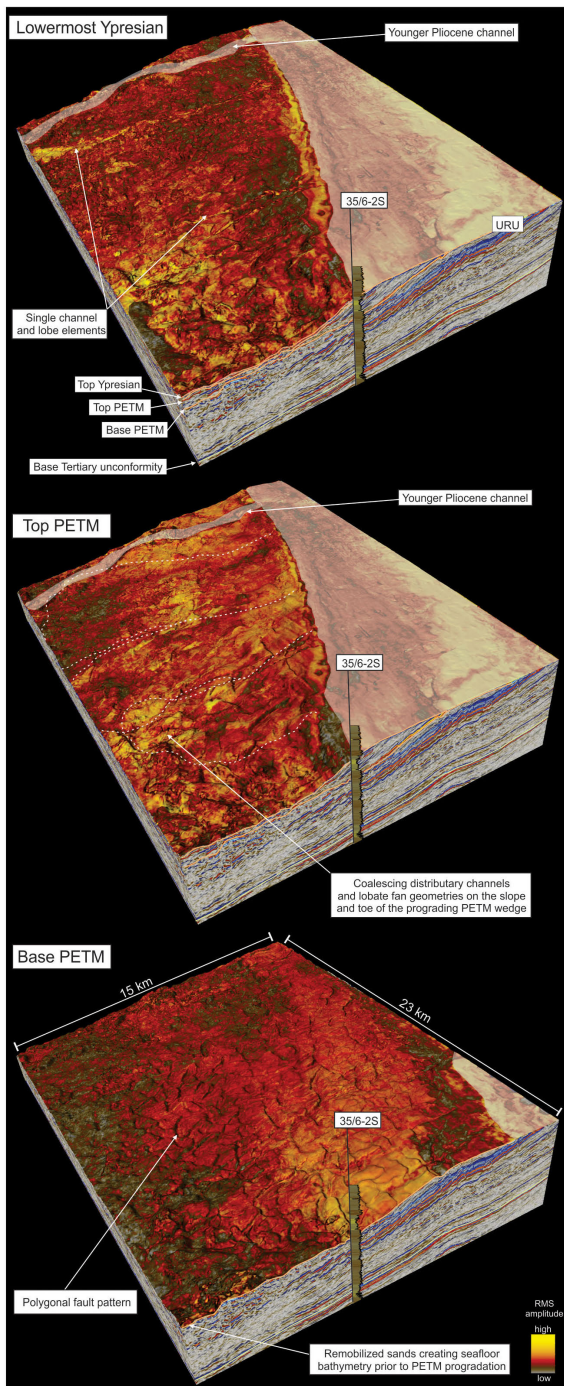 Lowermost Ypresian
Younger Pliocene channel
35/6-2S
URU
Single channel
and lobe elements
Top Ypresian
Top PETM
Base PETM
Base Tertiary unconformity
Top PETM
Younger Pliocene channel
35/6-2S
Coalescing distributary channels
and lobate fan geometries on the slope
and toe of the prograding PETM wedge
Base PETM
15 km
23 km
35/6-2S
Polygonal fault pattern
Remobilized sands creating seafloor
bathymetry prior to PETM progradation
RMS
amplitude
high
low